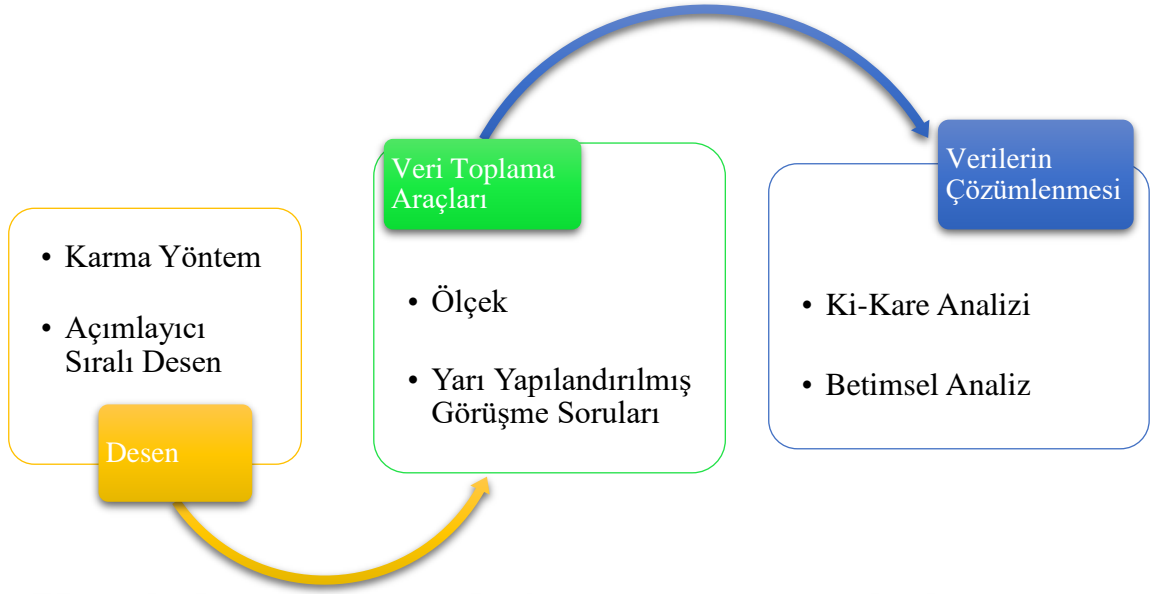 • Karma Yöntem
• Açımlayıcı
Sıralı Desen
Desen
Veri Toplama
Araçları
• Ölçek
• Yarı Yapılandırılmış
Görüşme Soruları
Verilerin
Çözümlenmesi
• Ki-Kare Analizi
• Betimsel Analiz